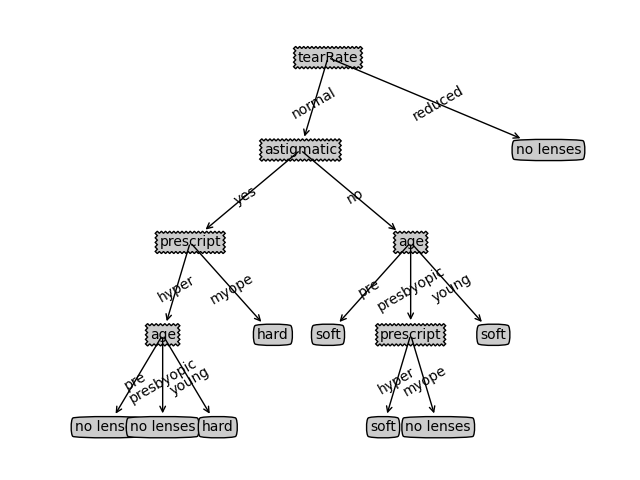 tearRate
normal
reduced
astigmatic
no lenses
yes
no
prescript
age
hyper
myope
pre
presbyopic
young
age
hard
soft
prescript
soft
pre
presbyopic
young
hyper
myope
no lens
no lenses
hard
soft
no lenses